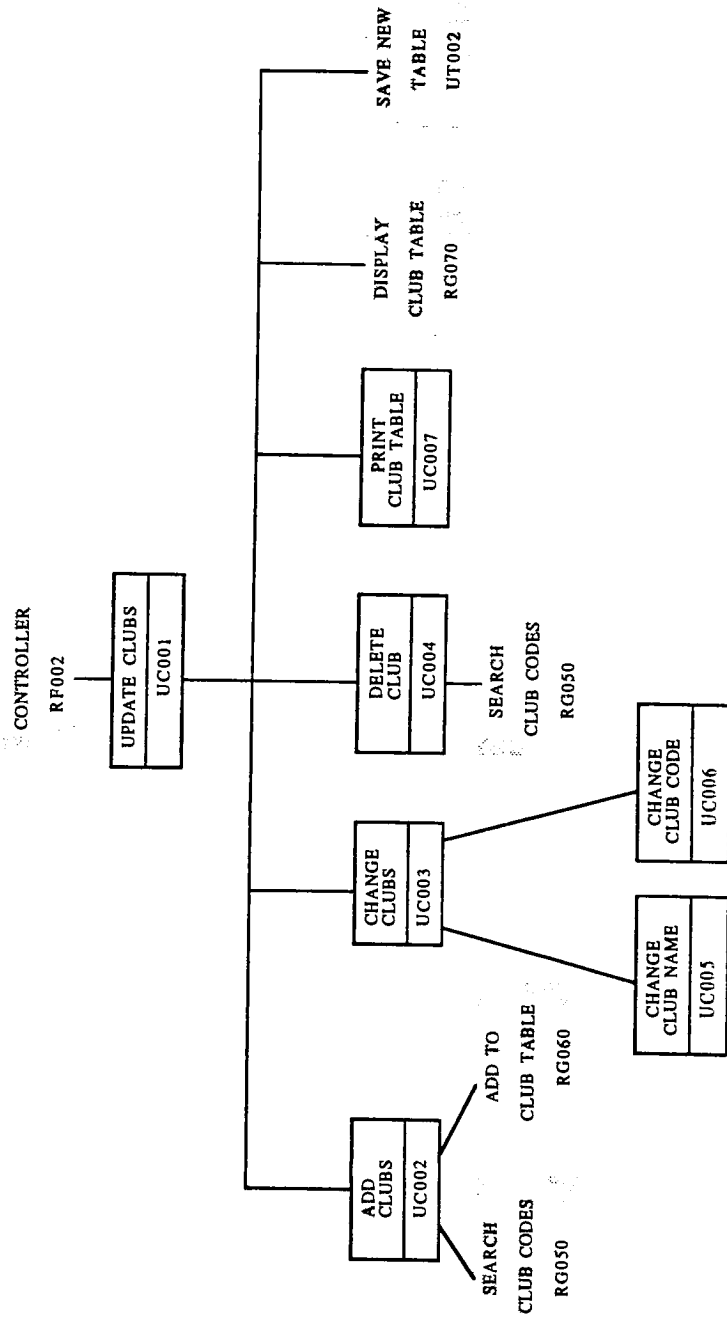 CONTROLLER
RF002
UPDATE CLUBS
UC001
ADD
CLUBS
UC002
CHANGE
CLUBS
UC003
DELETE
CLUB
UC004
PRINT
CLUB TABLE
UC007
DISPLAY
CLUB TABLE
RG070
SAVE NEW
TABLE
UT002
SEARCH
CLUB CODES
RG050
ADD TO
CLUB TABLE
RG060
SEARCH
CLUB CODES
RG050
CHANGE
CLUB NAME
UC005
CHANGE
CLUB CODE
UC006